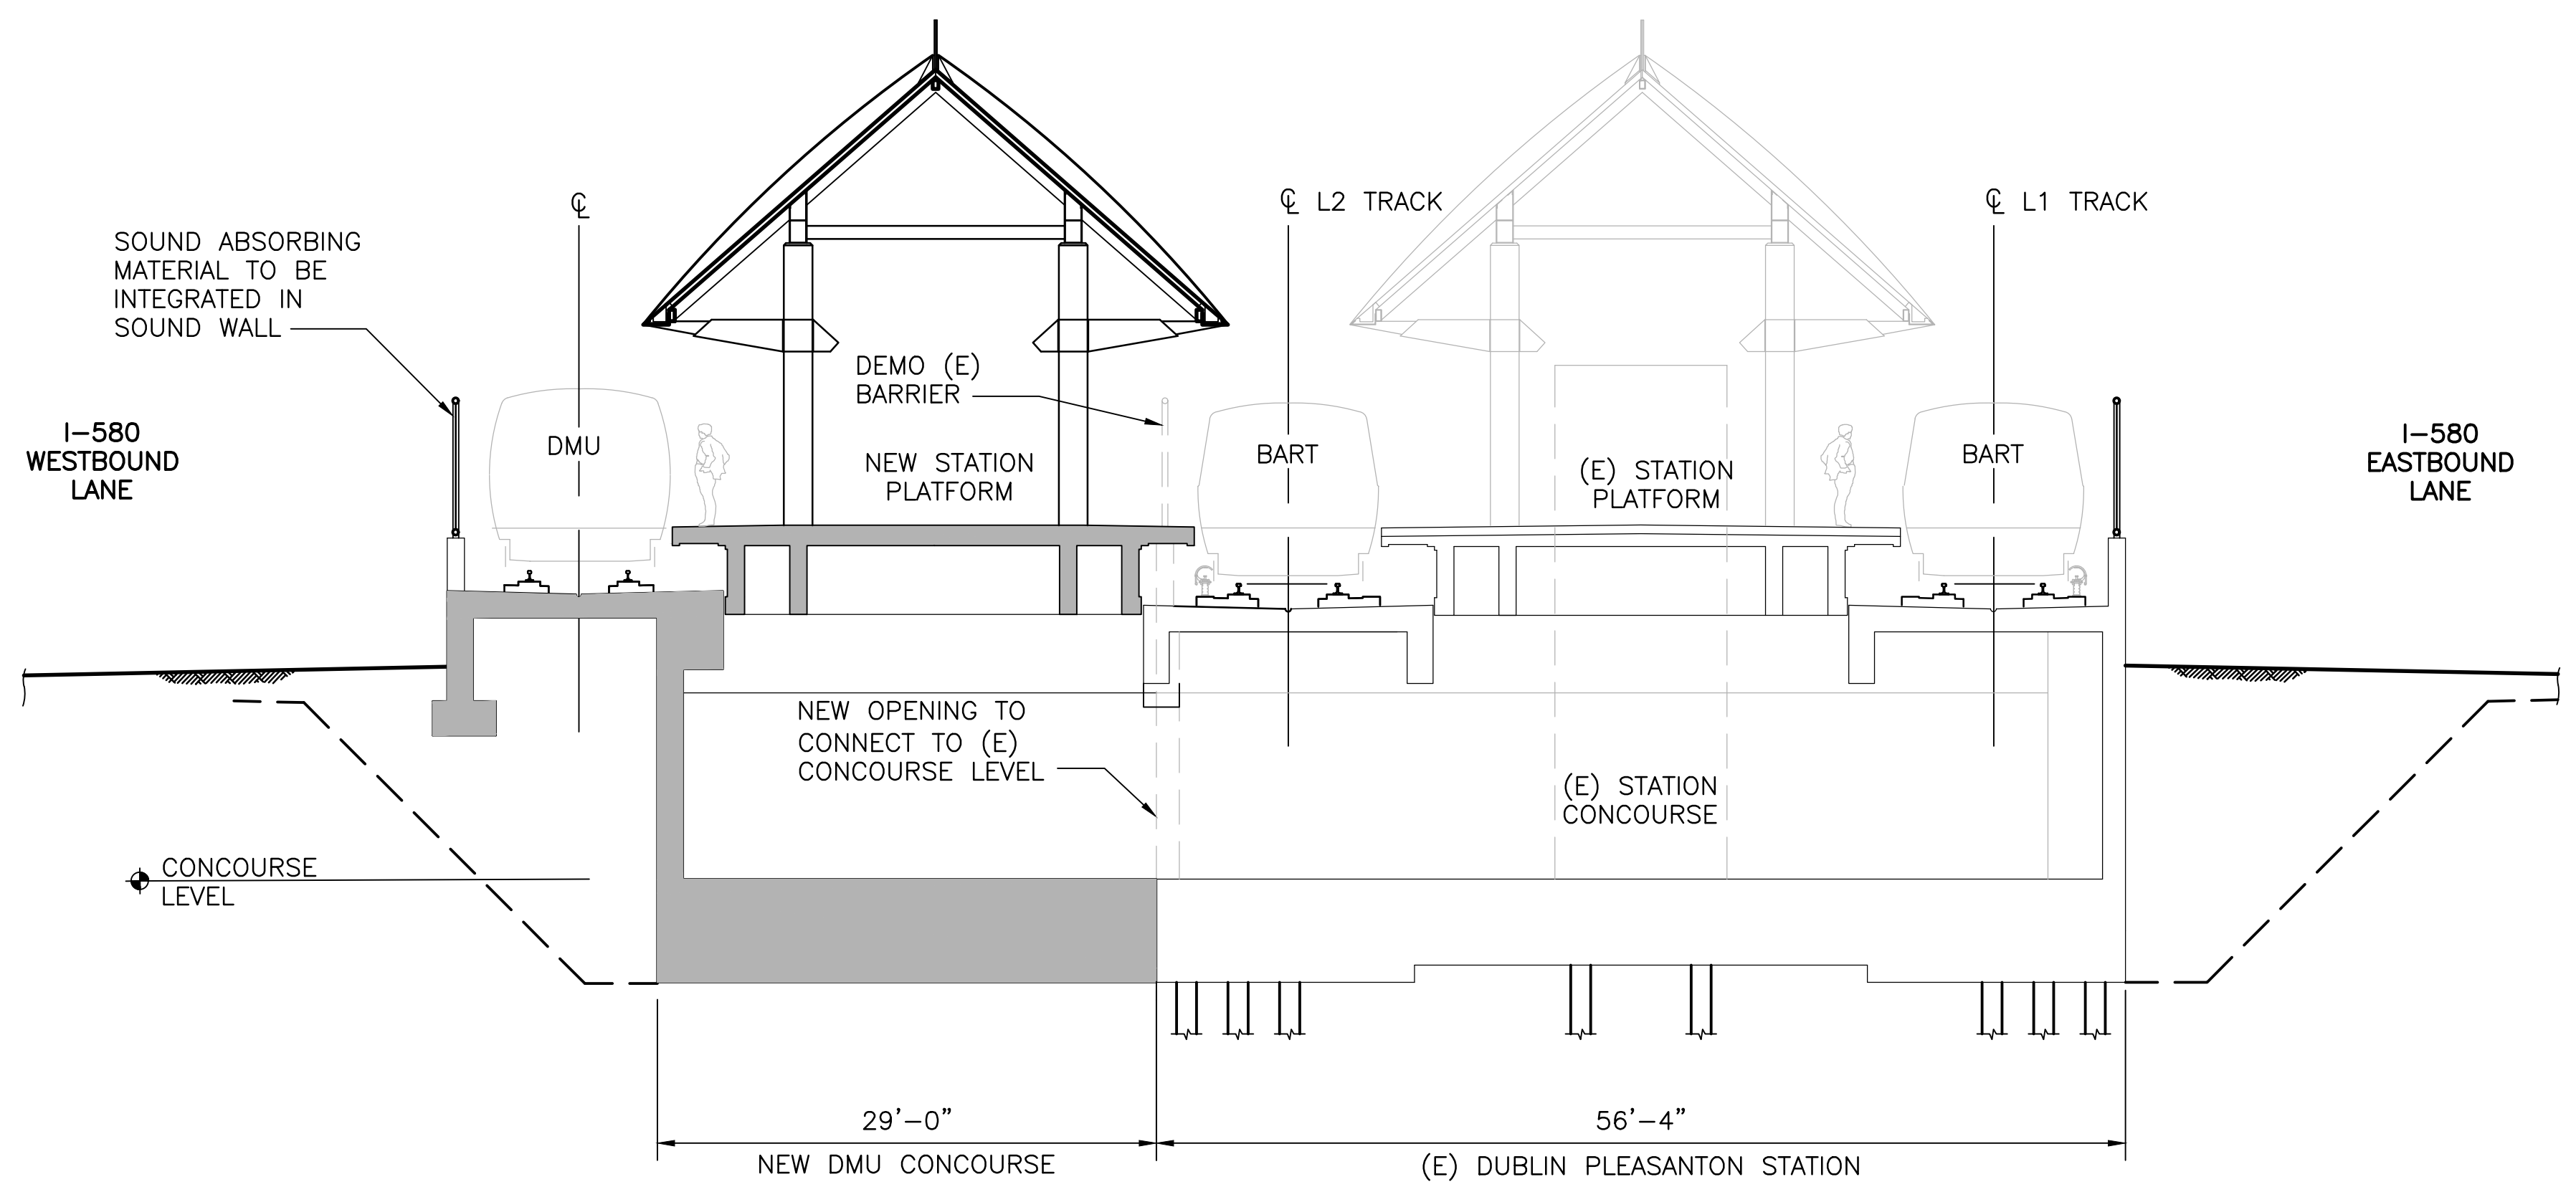 ℄
℄ L2 TRACK
℄ L1 TRACK
SOUND ABSORBING
MATERIAL TO BE
INTEGRATED IN
SOUND WALL
DEMO (E)
BARRIER
I-580
WESTBOUND
LANE
DMU
NEW STATION
PLATFORM
BART
(E) STATION
PLATFORM
BART
I-580
EASTBOUND
LANE
NEW OPENING TO
CONNECT TO (E)
CONCOURSE LEVEL
(E) STATION
CONCOURSE
CONCOURSE
LEVEL
29'-0"
NEW DMU CONCOURSE
56'-4"
(E) DUBLIN PLEASANTON STATION